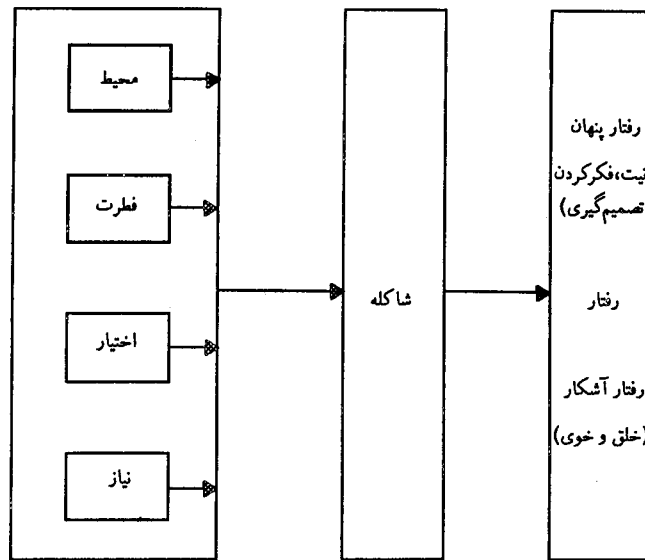 محیط
فطرت
اختیار
نیاز
شاکله
رفتار پنهان
نیت،فکرکردن
تصمیم‌گیری)
رفتار
رفتار آشکار
(خلق و خوی)